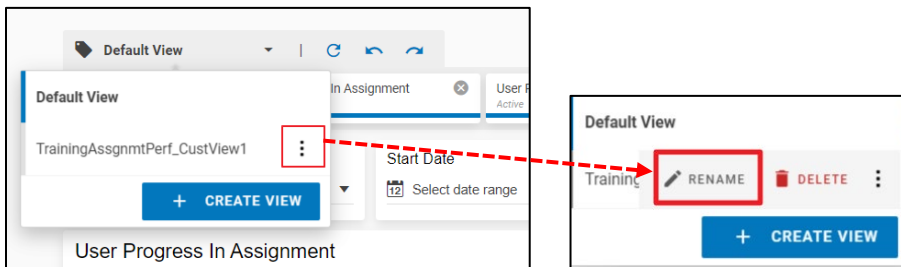 Default View
Default View
In Assignment
User
Active
TrainingAssgnmtPerf_CustView1
Start Date
12 Select date range
+ CREATE VIEW
User Progress In Assignment
Default View
Training
RENAME
DELETE
+ CREATE VIEW